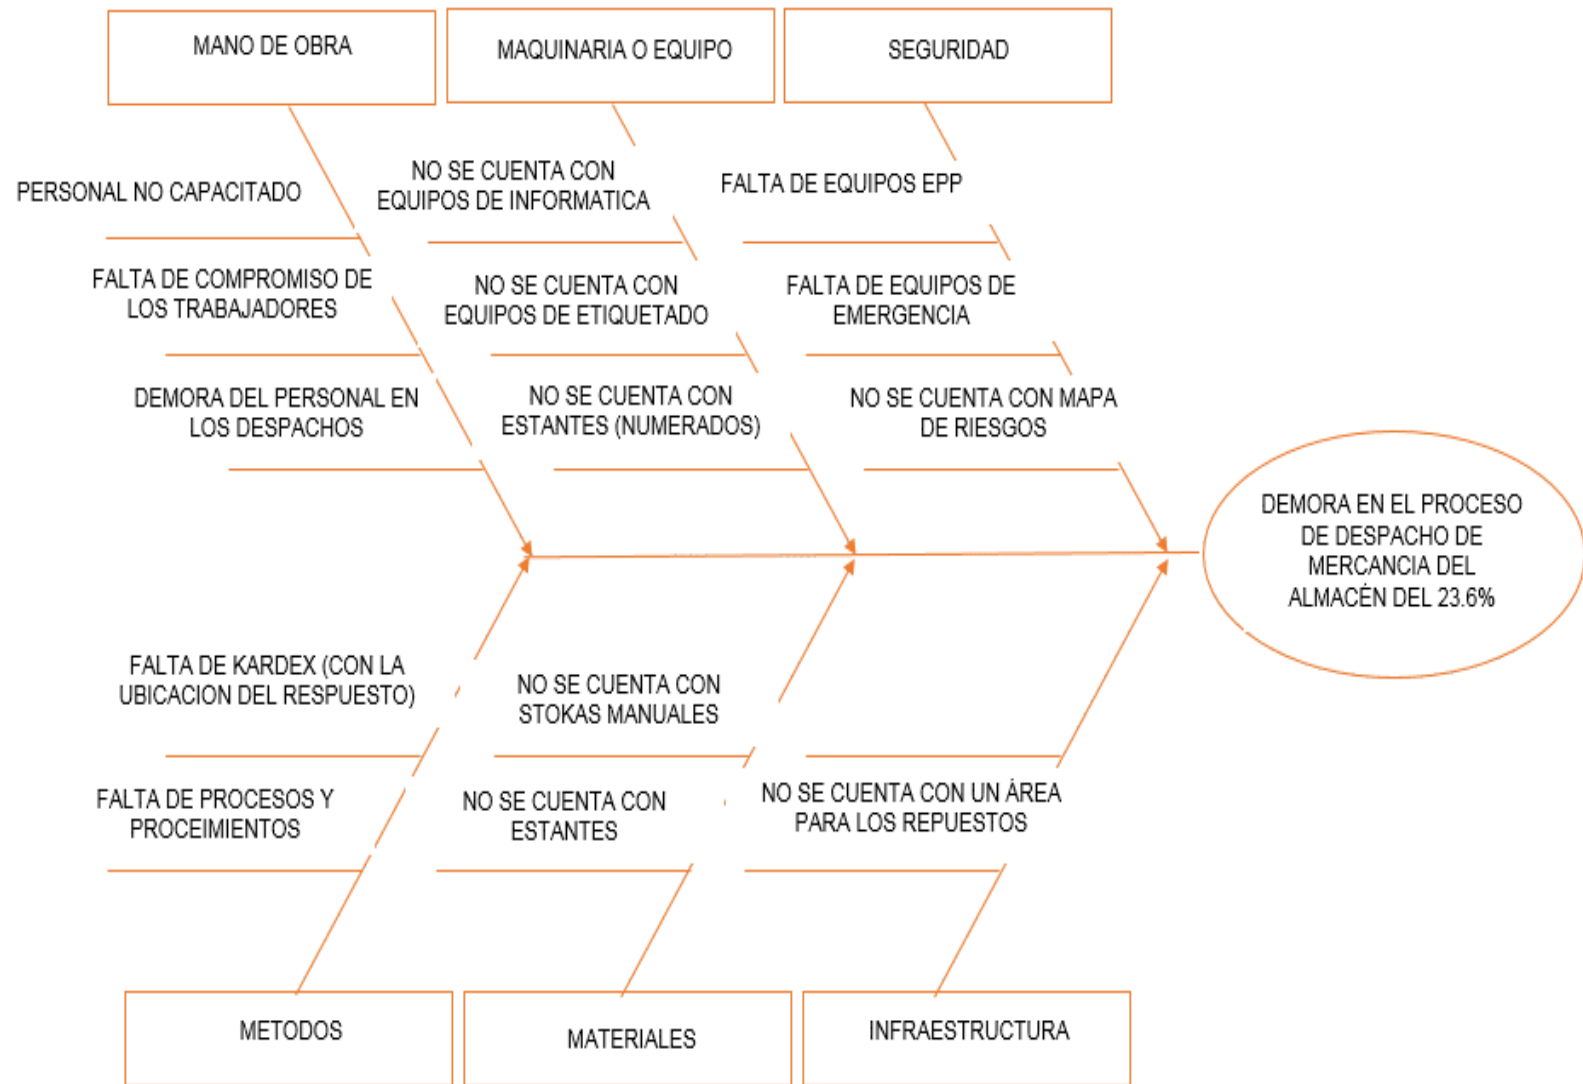 MANO DE OBRA
MAQUINARIA O EQUIPO
SEGURIDAD
PERSONAL NO CAPACITADO
NO SE CUENTA CON
EQUIPOS DE INFORMATICA
FALTA DE EQUIPOS EPP
FALTA DE COMPROMISO DE
LOS TRABAJADORES
NO SE CUENTA CON
EQUIPOS DE ETIQUETADO
FALTA DE EQUIPOS DE
EMERGENCIA
DEMORA DEL PERSONAL EN
LOS DESPACHOS
NO SE CUENTA CON
ESTANTES (NUMERADOS)
NO SE CUENTA CON MAPA
DE RIESGOS
DEMORA EN EL PROCESO
DE DESPACHO DE
MERCANCIA DEL
ALMACÉN DEL 23.6%
FALTA DE KARDEX (CON LA
UBICACION DEL RESPUESTO)
NO SE CUENTA CON
STOKAS MANUALES
FALTA DE PROCESOS Y
PROCEIMIENTOS
NO SE CUENTA CON
ESTANTES
NO SE CUENTA CON UN ÁREA
PARA LOS REPUESTOS
METODOS
MATERIALES
INFRAESTRUCTURA